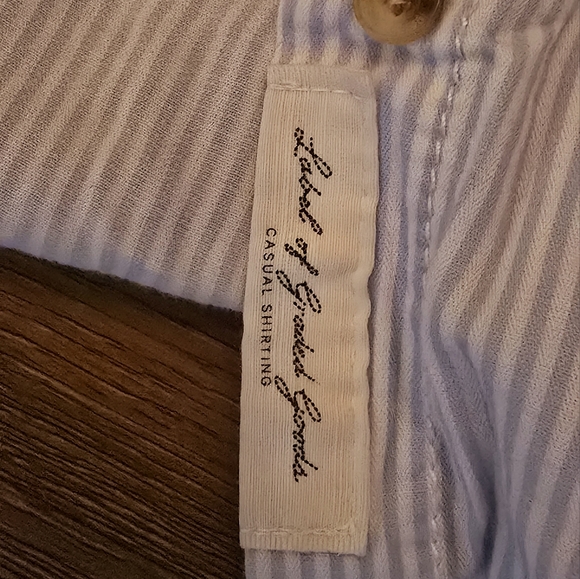 Label of Graded Goods
CASUAL SHIRTING